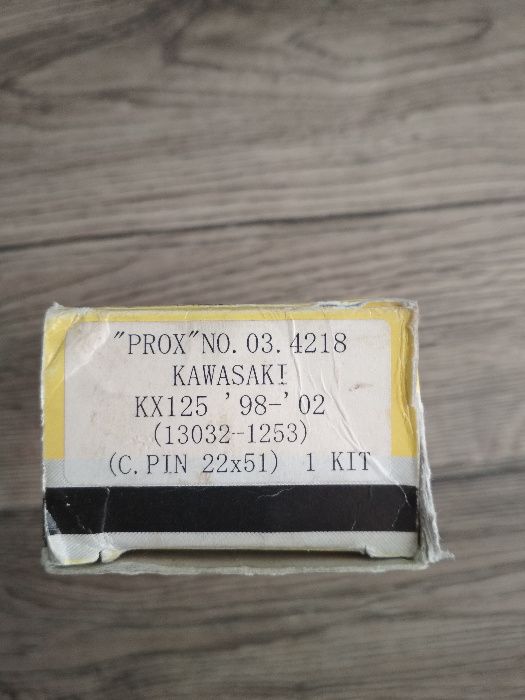 "PROX"NO. 03. 4218
KAWASAKI
KX125 '98-'02
(13032-1253)
(C. PIN 22x51) 1 KIT